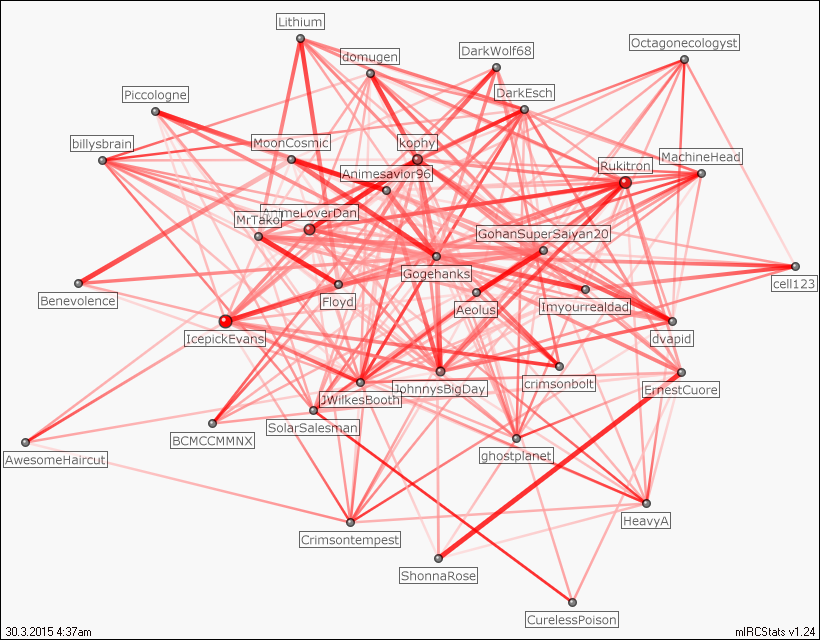 Lithium
Octagonecologyst
DarkWolf68
domugen
DarkEsch
Piccologne
billysbrain
MoonCosmic
kophy
MachineHead
Rukitron
Animesavior96
AnimeLoverDan
MrTako
GohanSuperSaiyan20
Gogehanks
cell123
Benevolence
Floyd
Aeolus
Imyourrealdad
IcepickEvans
dvapid
crimsonbolt
JohnnysBigDay
ErnestCuore
JWilkesBooth
SolarSalesman
BCMCCMMNX
ghostplanet
AwesomeHaircut
HeavyA
Crimsontempest
ShonnaRose
CurelessPoison
30.3.2015 4:37am
mIRCStats v1.24